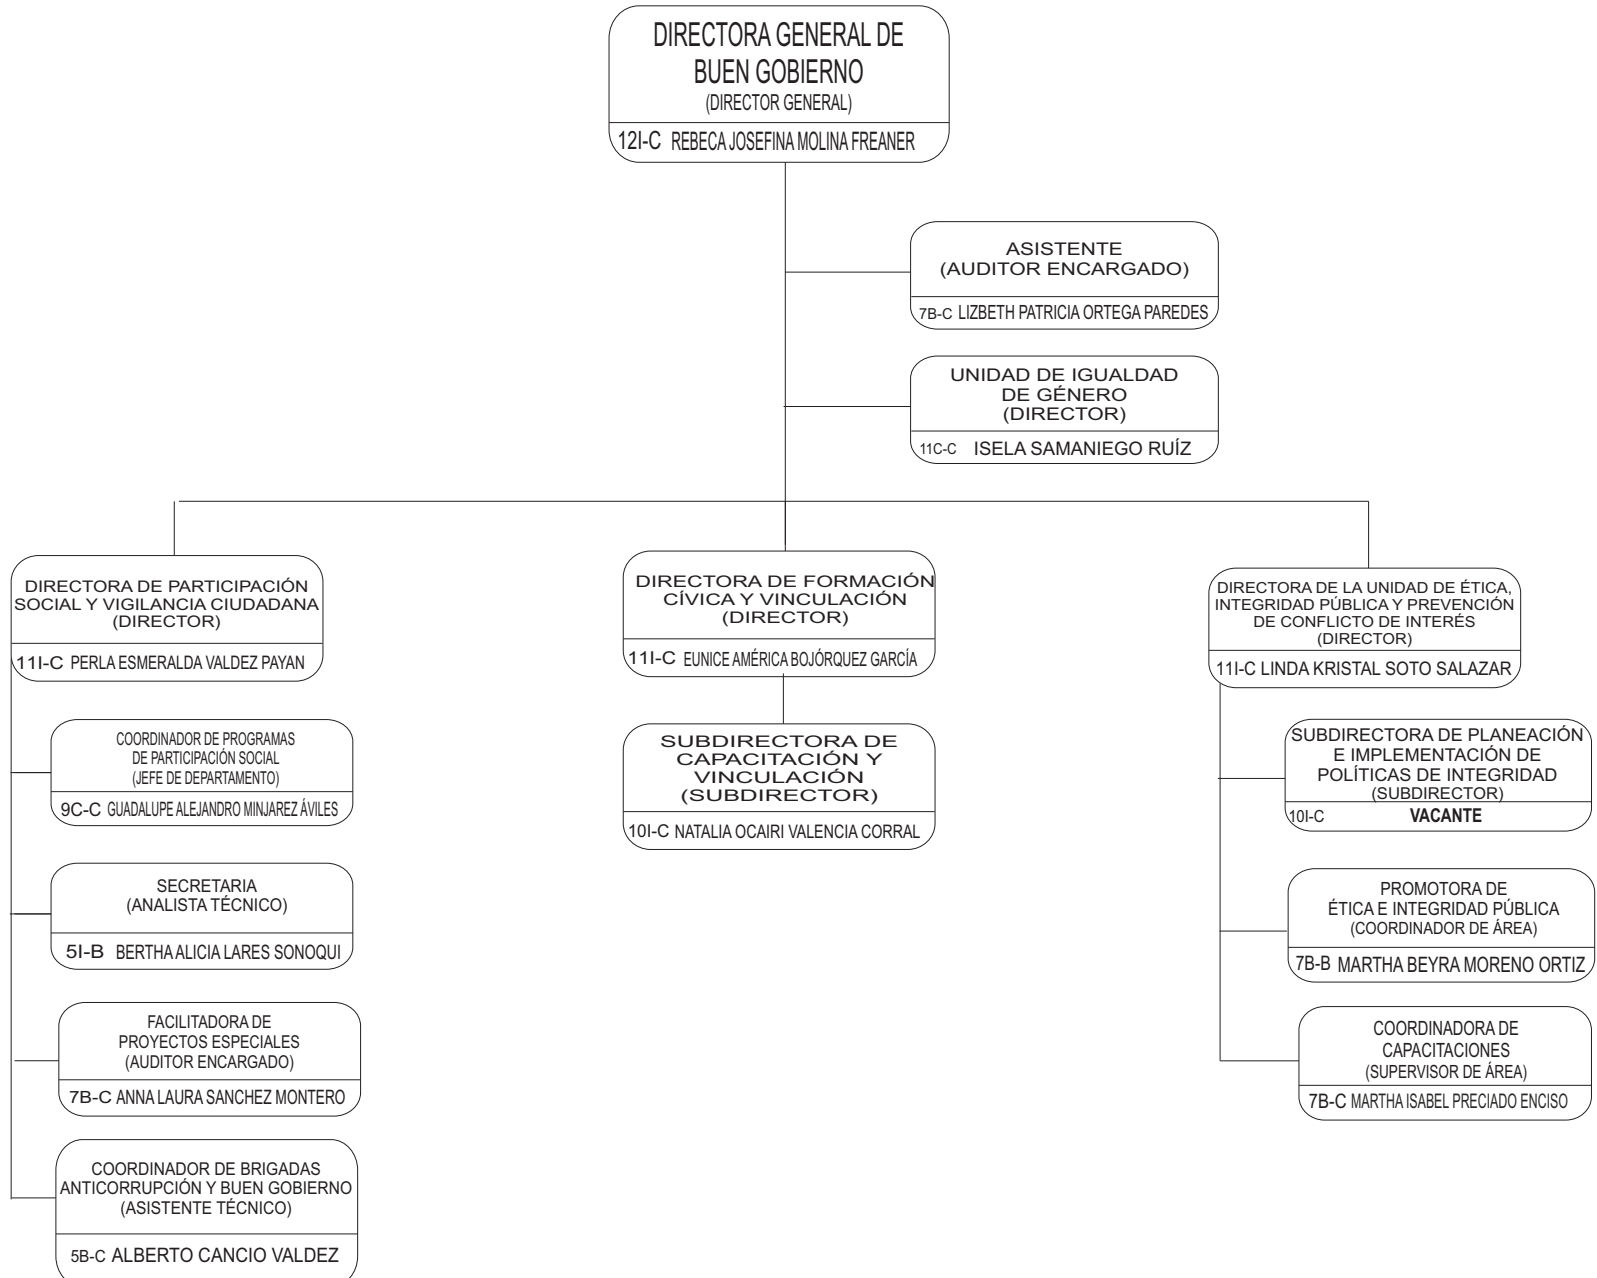 DIRECTORA GENERAL DE
BUEN GOBIERNO
(DIRECTOR GENERAL)
12I-C REBECA JOSEFINA MOLINA FREANER
ASISTENTE
(AUDITOR ENCARGADO)
7B-C LIZBETH PATRICIA ORTEGA PAREDES
UNIDAD DE IGUALDAD
DE GÉNERO
(DIRECTOR)
11C-C ISELA SAMANIEGO RUÍZ
DIRECTORA DE PARTICIPACIÓN
SOCIAL Y VIGILANCIA CIUDADANA
(DIRECTOR)
11I-C PERLA ESMERALDA VALDEZ PAYAN
COORDINADOR DE PROGRAMAS
DE PARTICIPACIÓN SOCIAL
(JEFE DE DEPARTAMENTO)
9C-C GUADALUPE ALEJANDRO MINJAREZ ÁVILES
SECRETARIA
(ANALISTA TÉCNICO)
5I-B BERTHA ALICIA LARES SONOQUI
FACILITADORA DE
PROYECTOS ESPECIALES
(AUDITOR ENCARGADO)
7B-C ANNA LAURA SANCHEZ MONTERO
COORDINADOR DE BRIGADAS
ANTICORRUPCIÓN Y BUEN GOBIERNO
(ASISTENTE TÉCNICO)
5B-C ALBERTO CANCIO VALDEZ
DIRECTORA DE FORMACIÓN
CÍVICA Y VINCULACIÓN
(DIRECTOR)
11I-C EUNICE AMÉRICA BOJÓRQUEZ GARCÍA
SUBDIRECTORA DE
CAPACITACIÓN Y
VINCULACIÓN
(SUBDIRECTOR)
10I-C NATALIA OCAIRI VALENCIA CORRAL
DIRECTORA DE LA UNIDAD DE ÉTICA,
INTEGRIDAD PÚBLICA Y PREVENCIÓN
DE CONFLICTO DE INTERÉS
(DIRECTOR)
11I-C LINDA KRISTAL SOTO SALAZAR
SUBDIRECTORA DE PLANEACIÓN
E IMPLEMENTACIÓN DE
POLÍTICAS DE INTEGRIDAD
(SUBDIRECTOR)
10I-C VACANTE
PROMOTORA DE
ÉTICA E INTEGRIDAD PÚBLICA
(COORDINADOR DE ÁREA)
7B-B MARTHA BEYRA MORENO ORTIZ
COORDINADORA DE
CAPACITACIONES
(SUPERVISOR DE ÁREA)
7B-C MARTHA ISABEL PRECIADO ENCISO